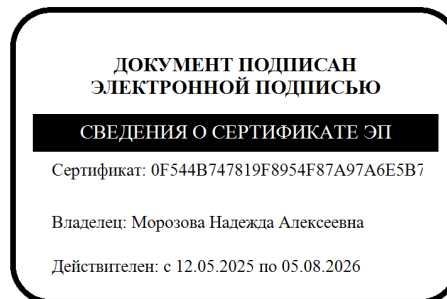 ДОКУМЕНТ ПОДПИСАН
ЭЛЕКТРОННОЙ ПОДПИСЬЮ
СВЕДЕНИЯ О СЕРТИФИКАТЕ ЭП
Сертификат: 0F544B747819F8954F87A97A6E5B7
Владелец: Морозова Надежда Алексеевна
Действителен: с 12.05.2025 по 05.08.2026